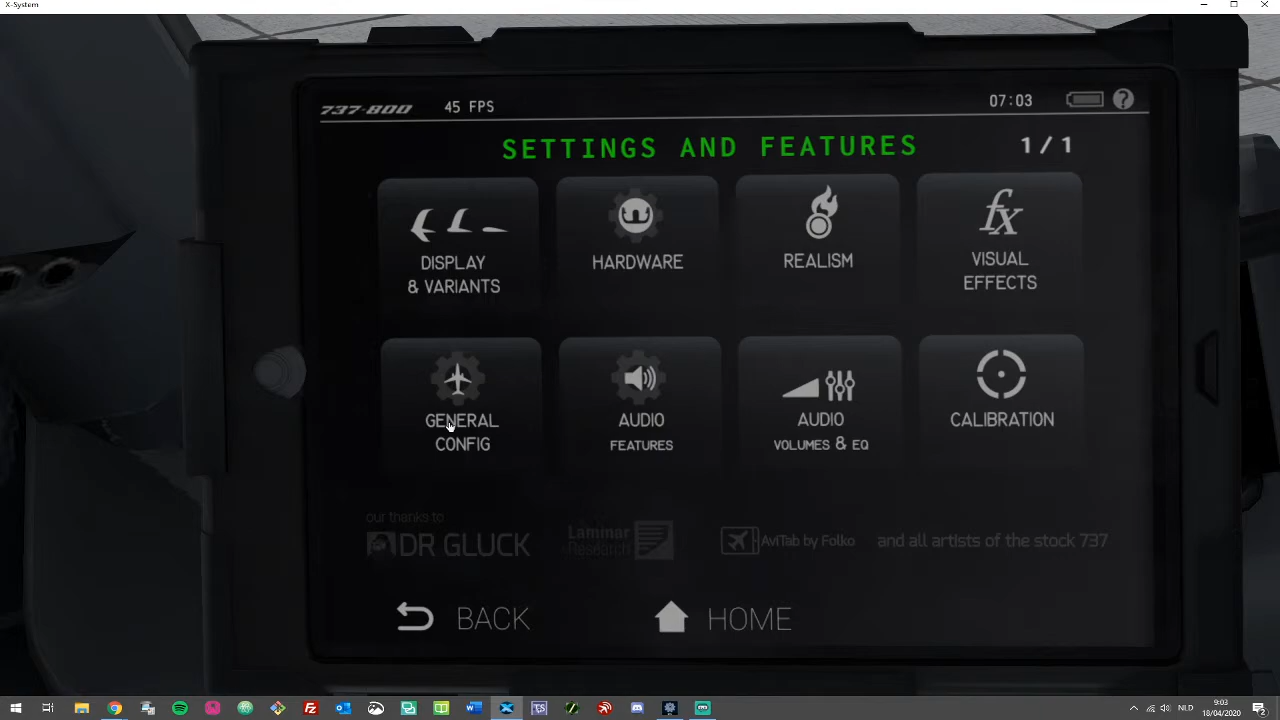 X-System
737-800 45 FPS 07:03
SETTINGS AND FEATURES 1/1
DISPLAY
& VARIANTS
HARDWARE
REALISM
VISUAL
EFFECTS
GENERAL
CONFIG
AUDIO
FEATURES
AUDIO
VOLUMES & EQ
CALIBRATION
our thanks to
DR GLUCK
Laminar
Research
AviTab by Folko
and all artists of the stock 737
BACK
HOME
NLD
9:03
18/04/2020